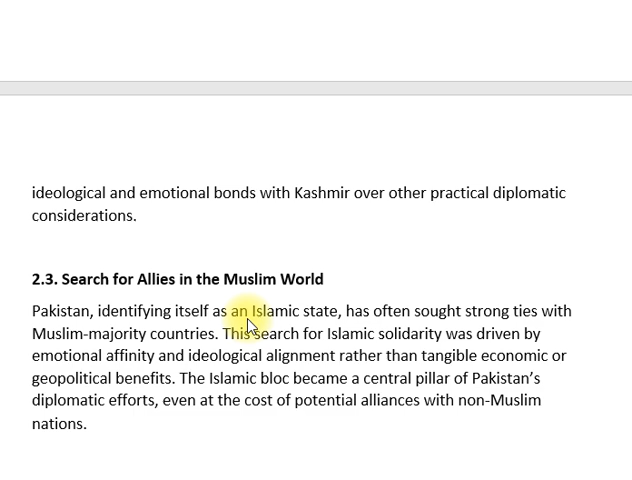 ideological and emotional bonds with Kashmir over other practical diplomatic
considerations.
2.3. Search for Allies in the Muslim World
Pakistan, identifying itself as an Islamic state, has often sought strong ties with
Muslim-majority countries. This search for Islamic solidarity was driven by
emotional affinity and ideological alignment rather than tangible economic or
geopolitical benefits. The Islamic bloc became a central pillar of Pakistan’s
diplomatic efforts, even at the cost of potential alliances with non-Muslim
nations.